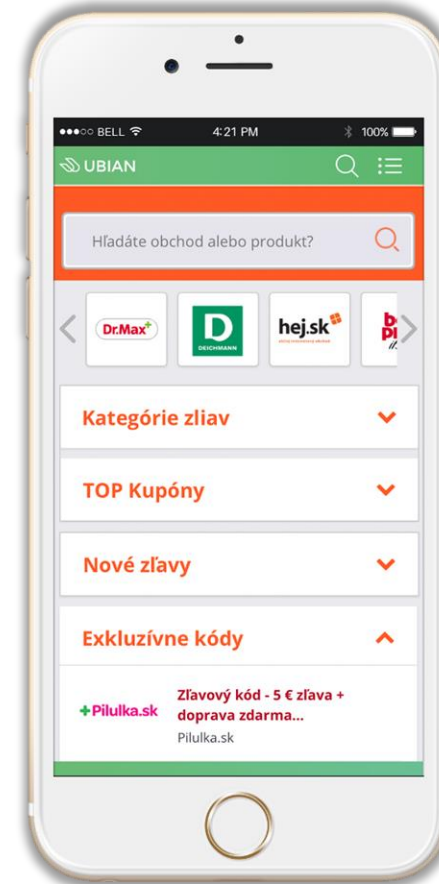 BELL 4:21 PM 100%
UBIAN
Hľadáte obchod alebo produkt?
Dr.Max+
D
DEICHMANN
hej.sk
Kategórie zliav
TOP Kupóny
Nové zľavy
Exkluzívne kódy
+Pilulka.sk
Zľavový kód - 5 € zľava +
doprava zdarma...
Pilulka.sk